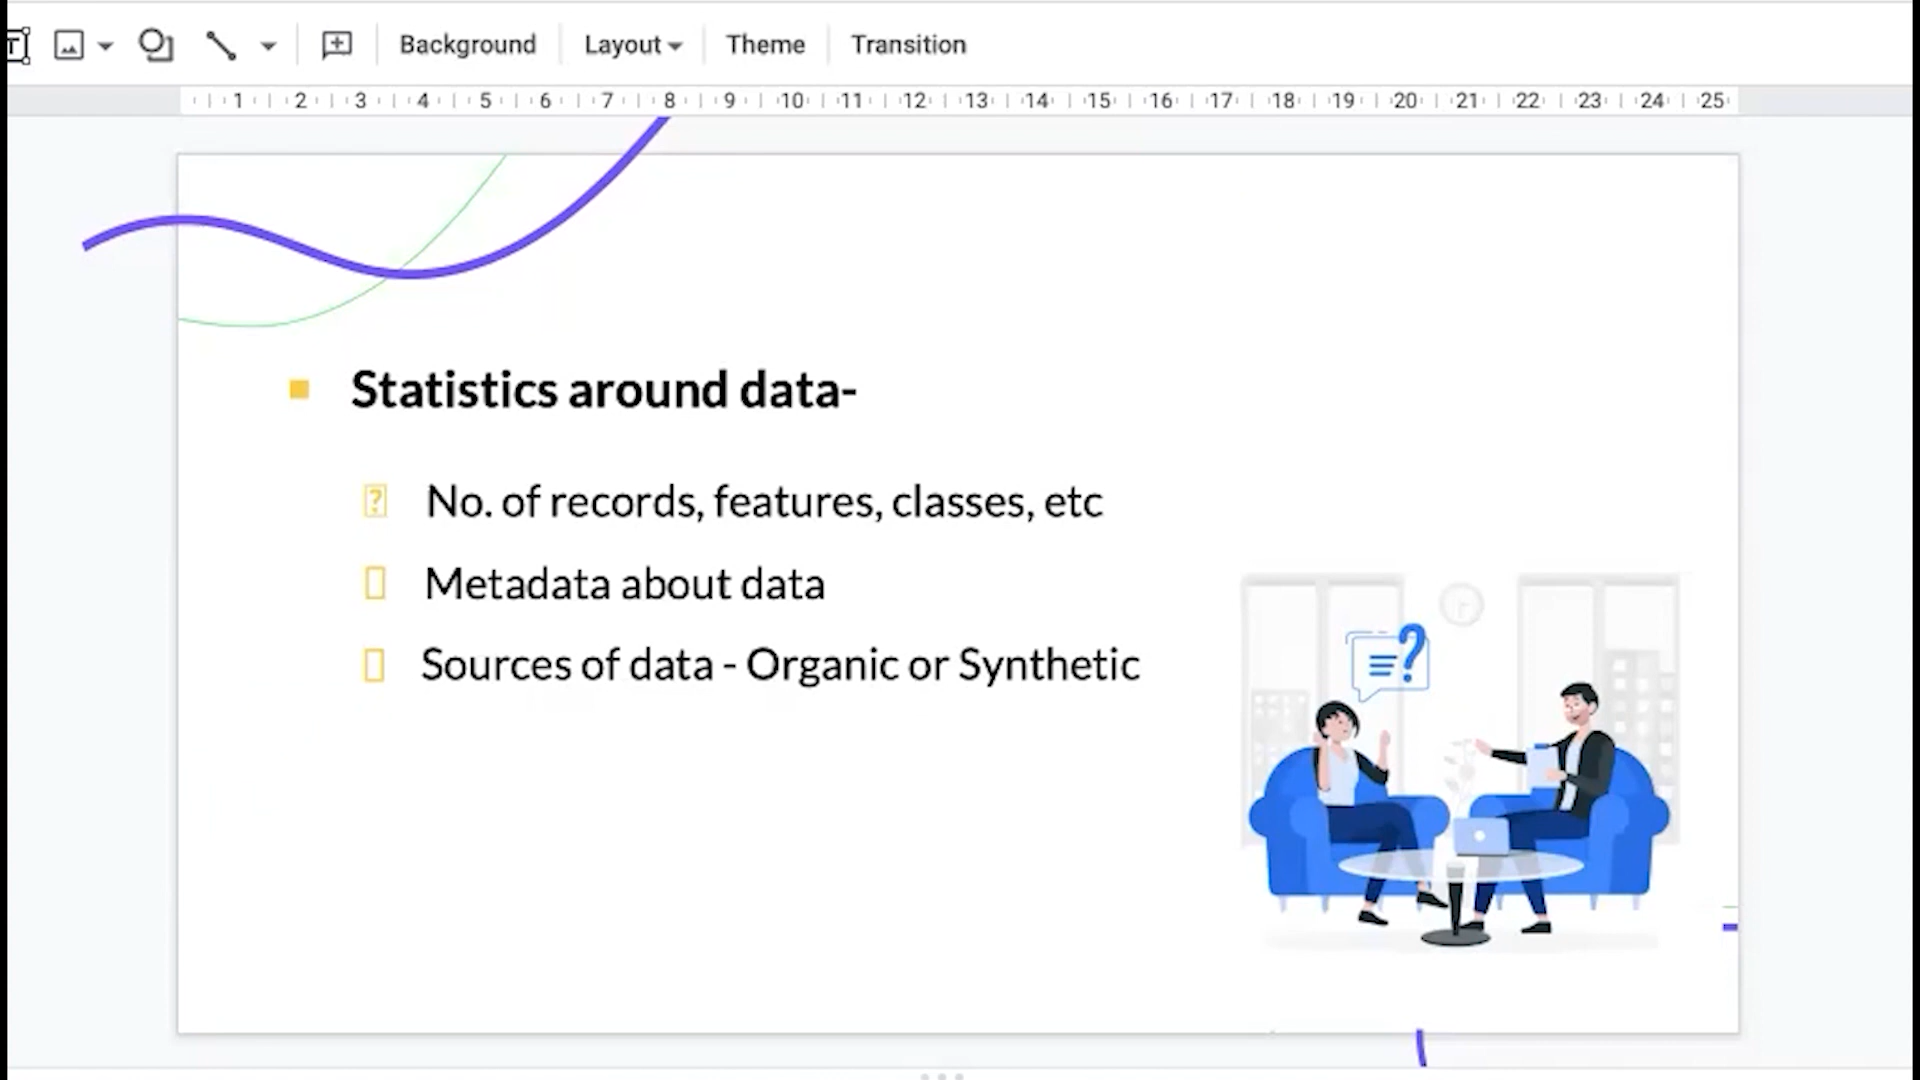 Background Layout Theme Transition
1 2 3 4 5 6 7 8 9 10 11 12 13 14 15 16 17 18 19 20 21 22 23 24 25
Statistics around data-
No. of records, features, classes, etc
Metadata about data
Sources of data - Organic or Synthetic